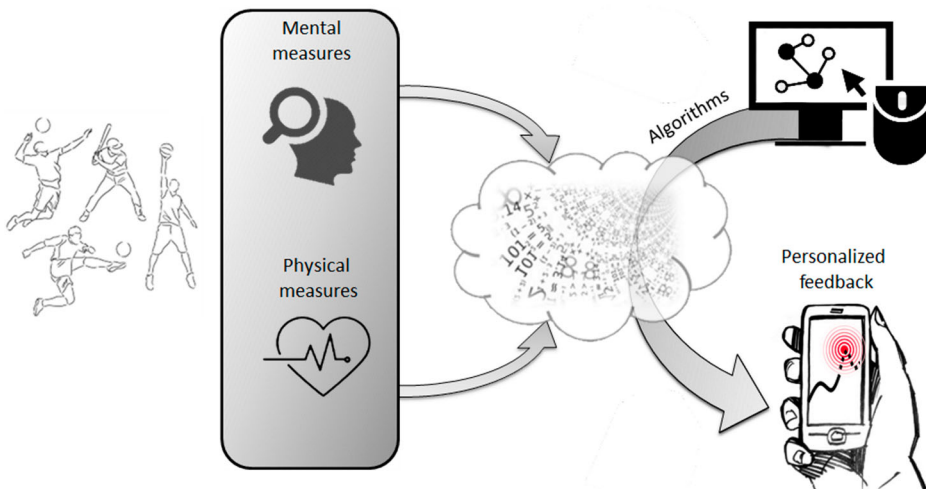 Mental
measures
Physical
measures
Algorithms
Personalized
feedback